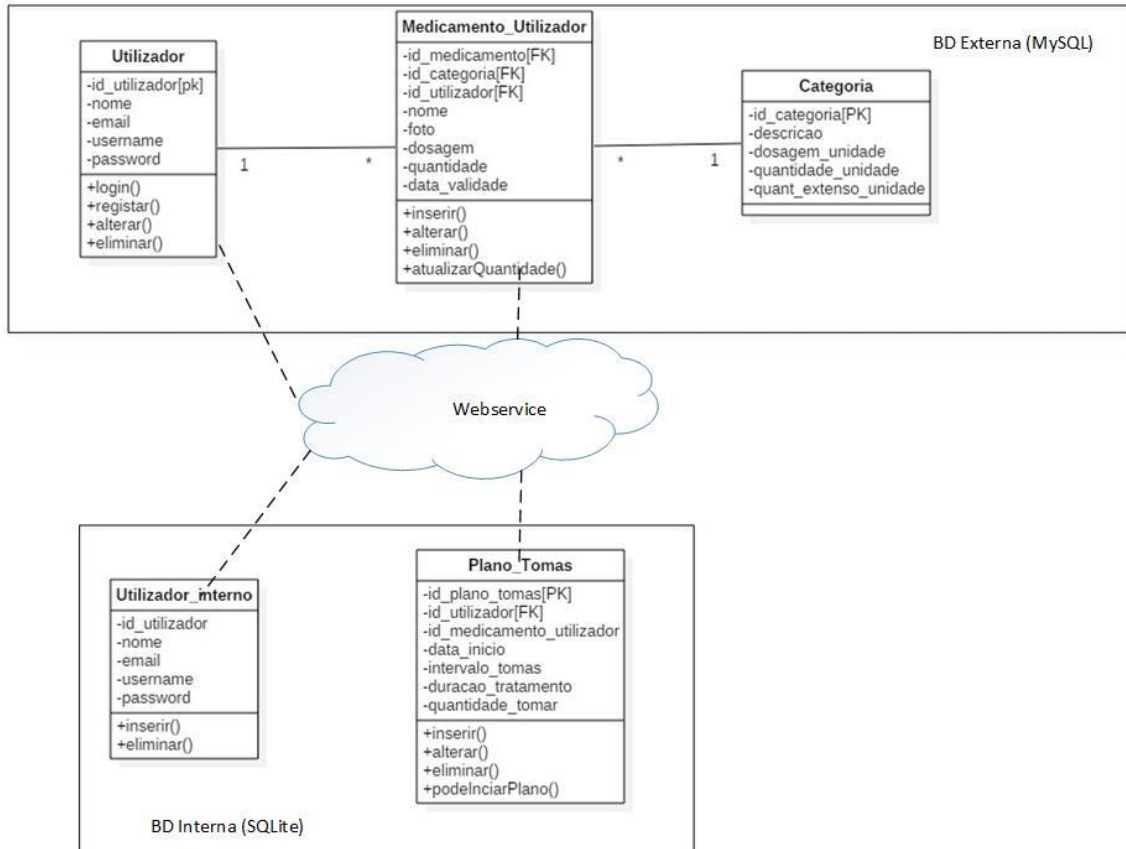 BD Externa (MySQL)
Utilizador
-id_utilizador[pk]
-nome
-email
-username
-password
+login()
+registar()
+alterar()
+eliminar()
1
*
Medicamento_Utilizador
-id_medicamento[FK]
-id_categoria[FK]
-id_utilizador[FK]
-nome
-foto
-dosagem
-quantidade
-data_validade
+inserir()
+alterar()
+eliminar()
+atualizarQuantidade()
*
1
Categoria
-id_categoria[PK]
-descricao
-dosagem_unidade
-quantidade_unidade
-quant_extenso_unidade
Webservice
Utilizador_interno
-id_utilizador
-nome
-email
-username
-password
+inserir()
+eliminar()
Plano_Tomas
-id_plano_tomas[PK]
-id_utilizador[FK]
-id_medicamento_utilizador
-data_inicio
-intervalo_tomas
-duracao_tratamento
-quantidade_tomar
+inserir()
+alterar()
+eliminar()
+podeInciarPlano()
BD Interna (SQLite)